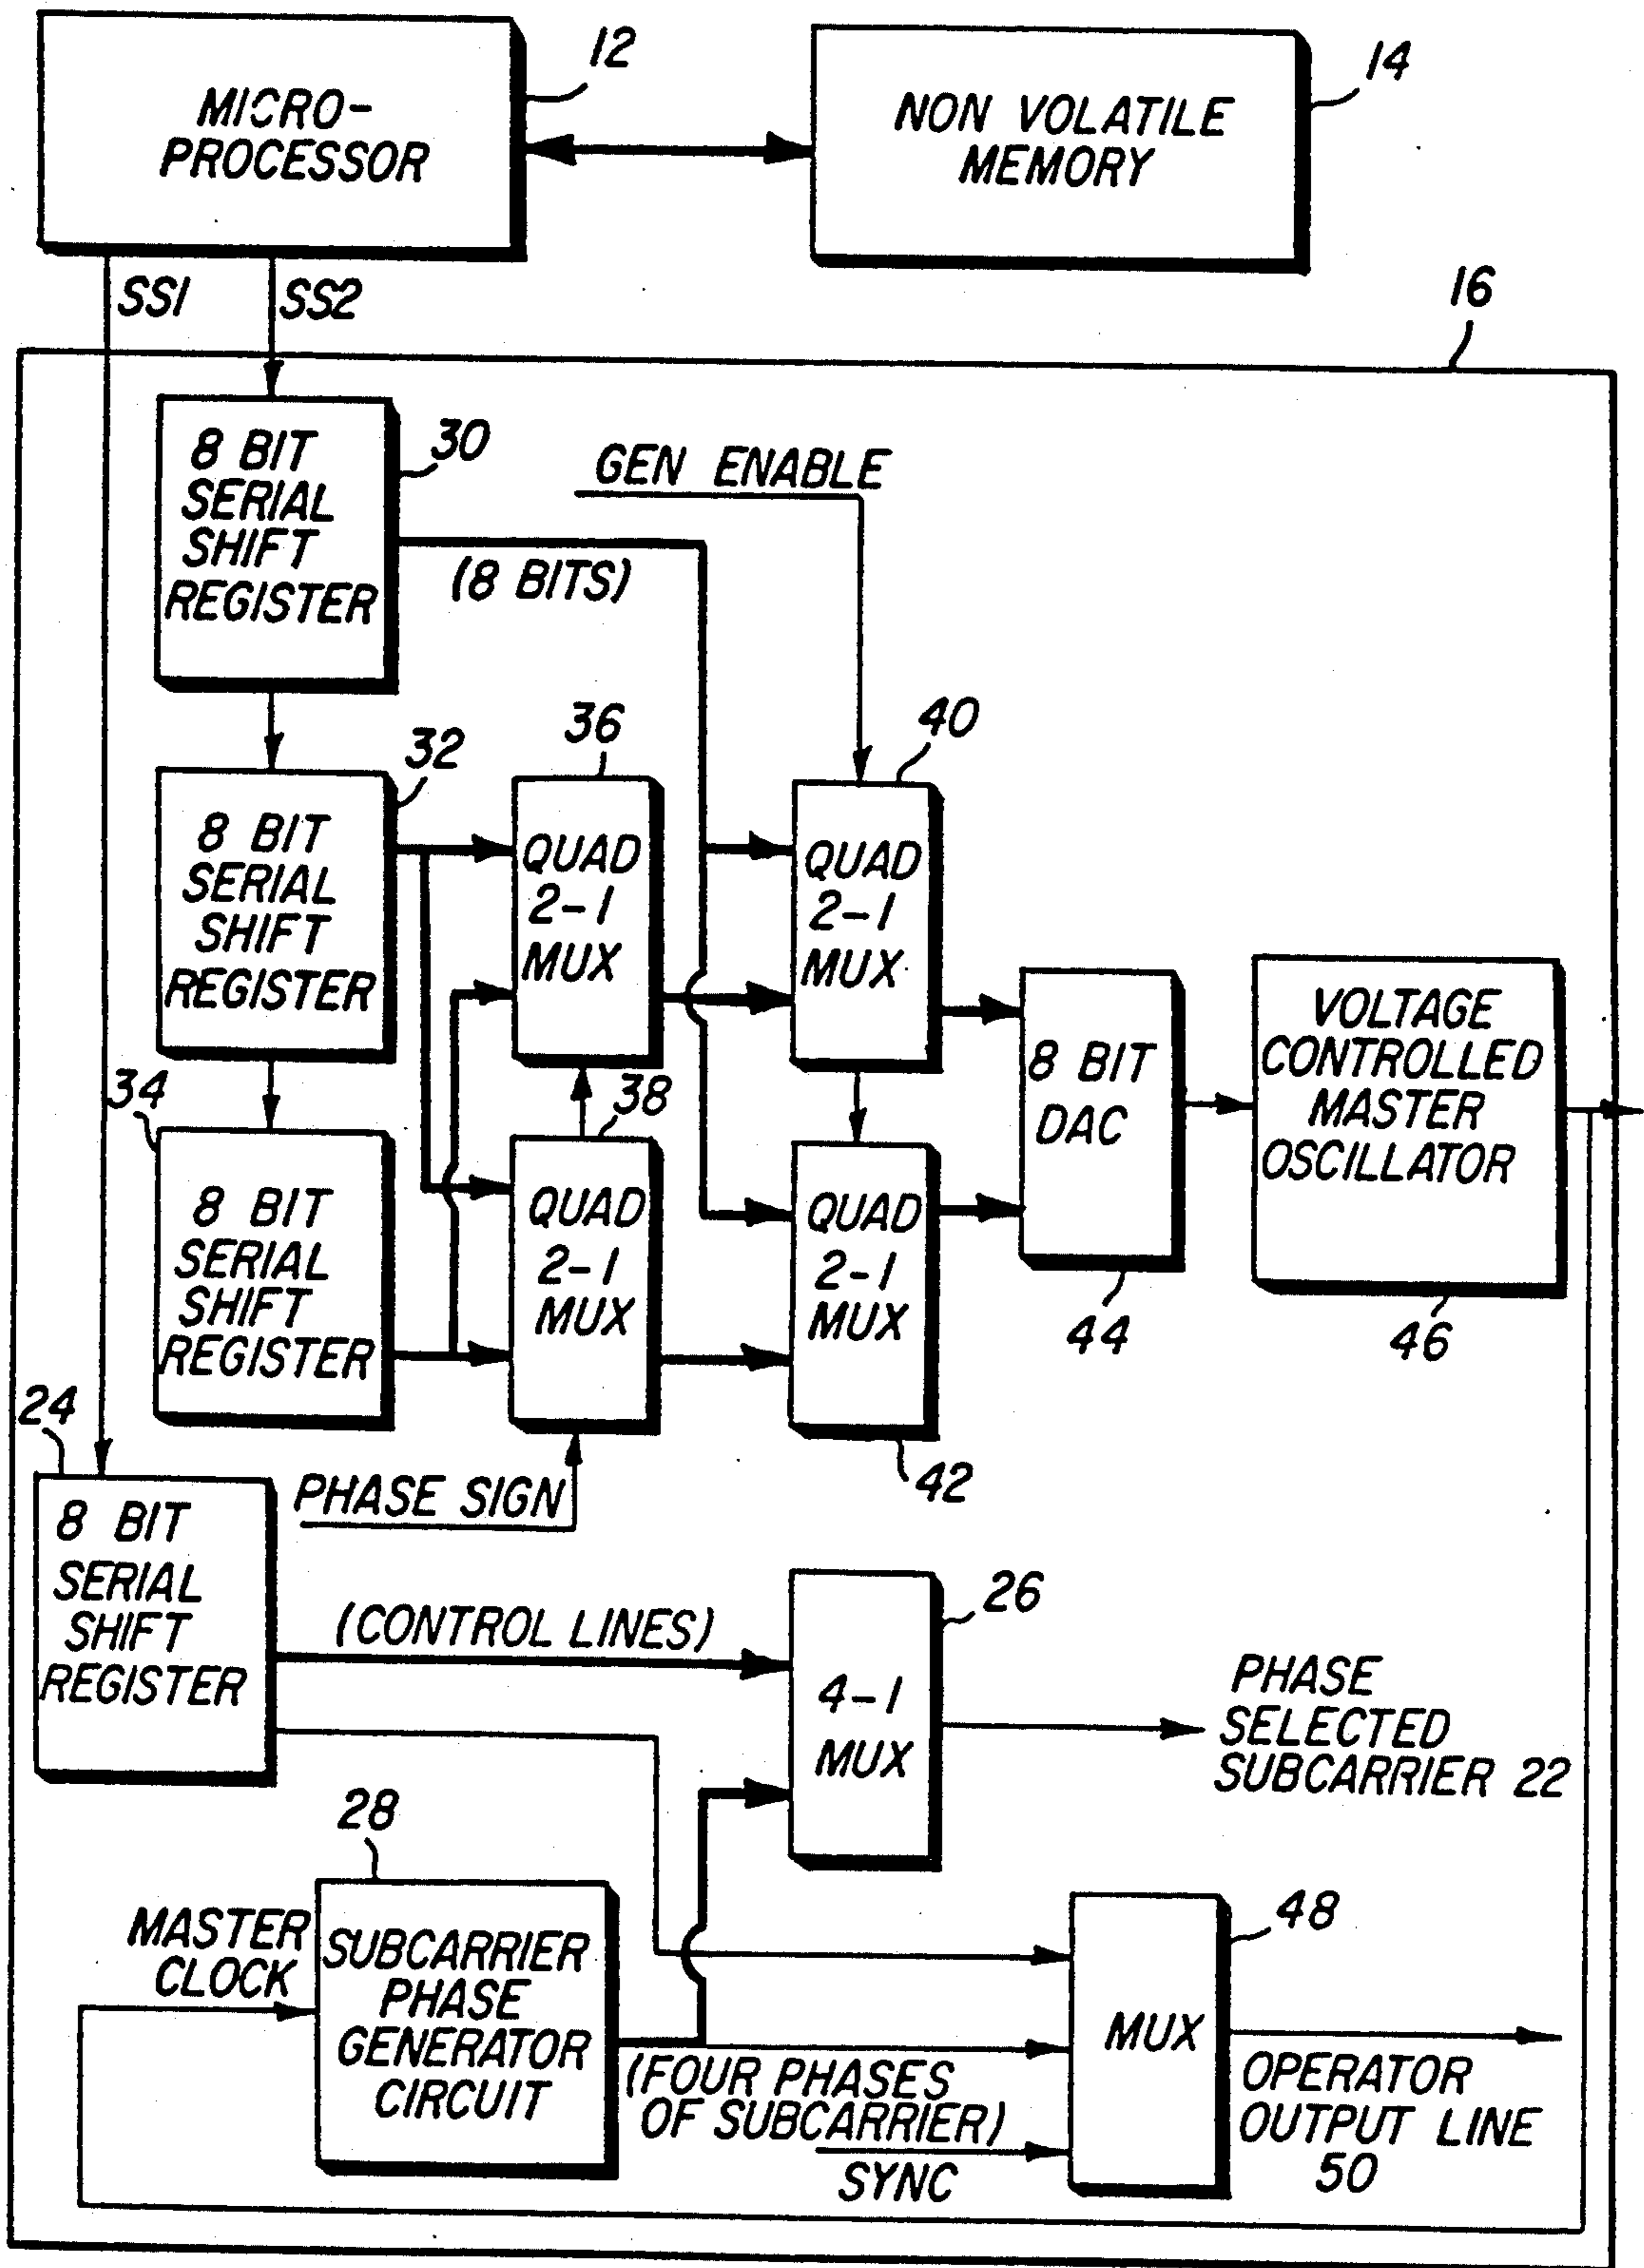 12
MICRO-
PROCESSOR
14
NON VOLATILE
MEMORY
SS1
SS2
16
8 BIT
SERIAL
SHIFT
REGISTER
30
GEN ENABLE
(8 BITS)
32
8 BIT
SERIAL
SHIFT
REGISTER
36
QUAD
2-1
MUX
40
QUAD
2-1
MUX
34
8 BIT
SERIAL
SHIFT
REGISTER
38
QUAD
2-1
MUX
QUAD
2-1
MUX
42
8 BIT
DAC
44
VOLTAGE
CONTROLLED
MASTER
OSCILLATOR
46
24
8 BIT
SERIAL
SHIFT
REGISTER
PHASE SIGN
(CONTROL LINES)
26
4-1
MUX
PHASE
SELECTED
SUBCARRIER 22
28
MASTER
CLOCK
SUBCARRIER
PHASE
GENERATOR
CIRCUIT
(FOUR PHASES
OF SUBCARRIER)
SYNC
48
MUX
OPERATOR
OUTPUT LINE
50